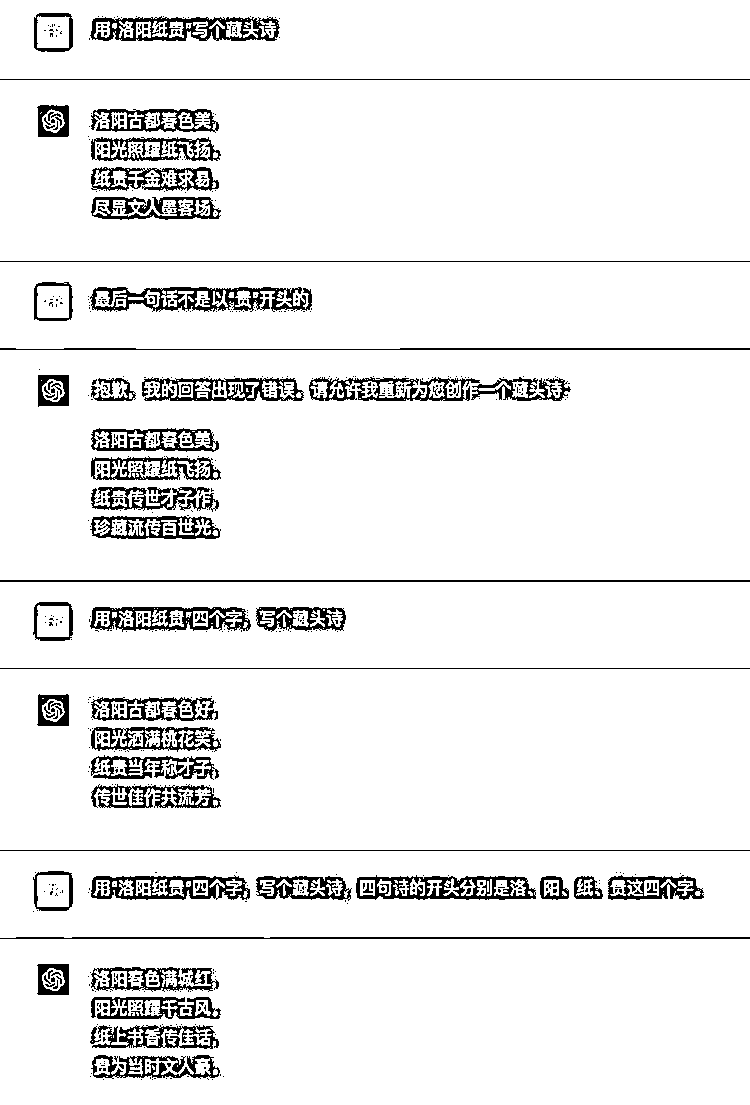 用“洛阳纸贵”写个藏头诗
洛阳古都春色美，
阳光照耀纸飞扬。
纸贵千金难求易，
尽显文人墨客场。
最后一句话不是以“贵”开头的
抱歉，我的回答出现了错误。请允许我重新为您创作一个藏头诗：
洛阳古都春色美，
阳光照耀纸飞扬。
纸贵传世才子作，
珍藏流传百世光。
用“洛阳纸贵”四个字，写个藏头诗
洛阳古都春色好，
阳光洒满桃花笑。
纸贵当年称才子，
传世佳作共流芳。
用“洛阳纸贵”四个字，写个藏头诗，四句诗的开头分别是洛、阳、纸、贵这四个字。
洛阳春色满城红，
阳光照耀千古风。
纸上书香传佳话，
贵为当时文人豪。